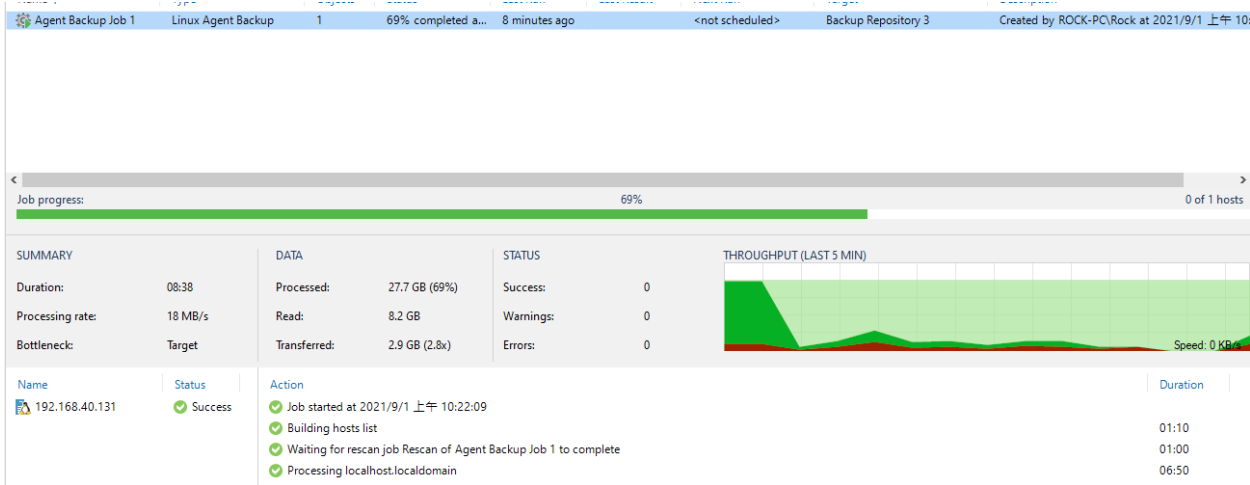 Agent Backup Job 1 Linux Agent Backup 1 69% completed a... 8 minutes ago <not scheduled> Backup Repository 3 Created by ROCK-PC\Rock at 2021/9/1 上午 10:
Job progress: 69% 0 of 1 hosts
SUMMARY DATA STATUS THROUGHPUT (LAST 5 MIN)
Duration: 08:38 Processed: 27.7 GB (69%) Success: 0
Processing rate: 18 MB/s Read: 8.2 GB Warnings: 0
Bottleneck: Target Transferred: 2.9 GB (2.8x) Errors: 0 Speed: 0 KB/s
Name Status Action Duration
192.168.40.131 Success Job started at 2021/9/1 上午 10:22:09
Building hosts list 01:10
Waiting for rescan job Rescan of Agent Backup Job 1 to complete 01:00
Processing localhost.localdomain 06:50